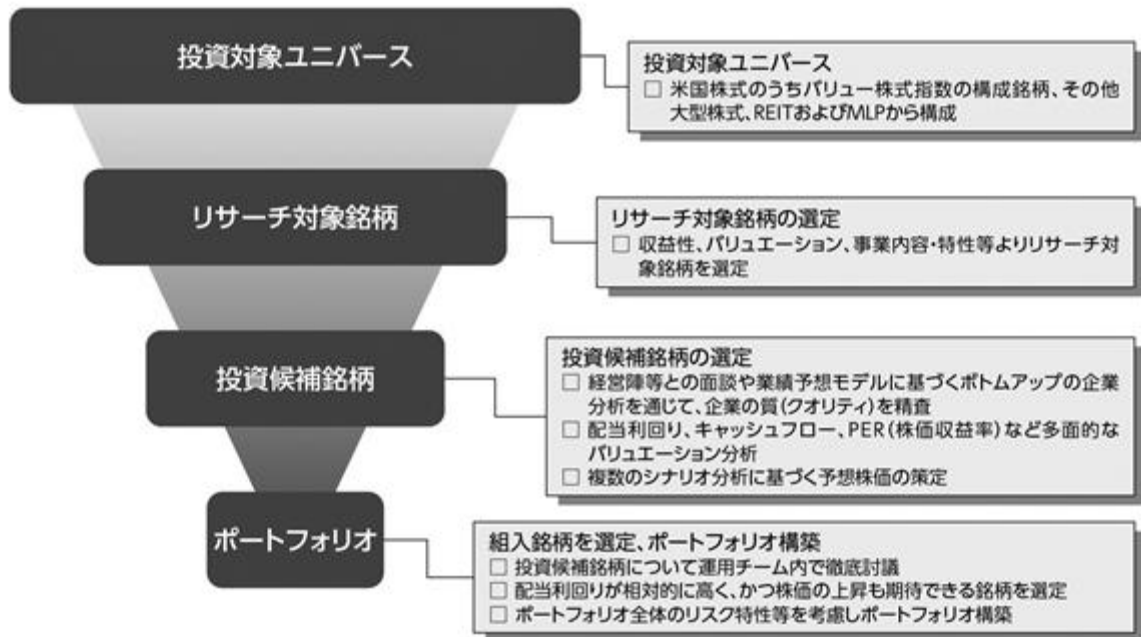 投資対象ユニバース
投資対象ユニバース
□ 米国株式のうちバリュー株式指数の構成銘柄、その他
大型株式、REITおよびMLPから構成
リサーチ対象銘柄
リサーチ対象銘柄の選定
□ 収益性、バリュエーション、事業内容・特性等よりリサーチ対
象銘柄を選定
投資候補銘柄
投資候補銘柄の選定
□ 経営陣等との面談や業績予想モデルに基づくボトムアップの企業
分析を通じて、企業の質(クオリティ)を精査
□ 配当利回り、キャッシュフロー、PER(株価収益率)など多面的な
バリュエーション分析
□ 複数のシナリオ分析に基づく予想株価の策定
ポートフォリオ
組入銘柄を選定、ポートフォリオ構築
□ 投資候補銘柄について運用チーム内で徹底討議
□ 配当利回りが相対的に高く、かつ株価の上昇も期待できる銘柄を選定
□ ポートフォリオ全体のリスク特性等を考慮しポートフォリオ構築